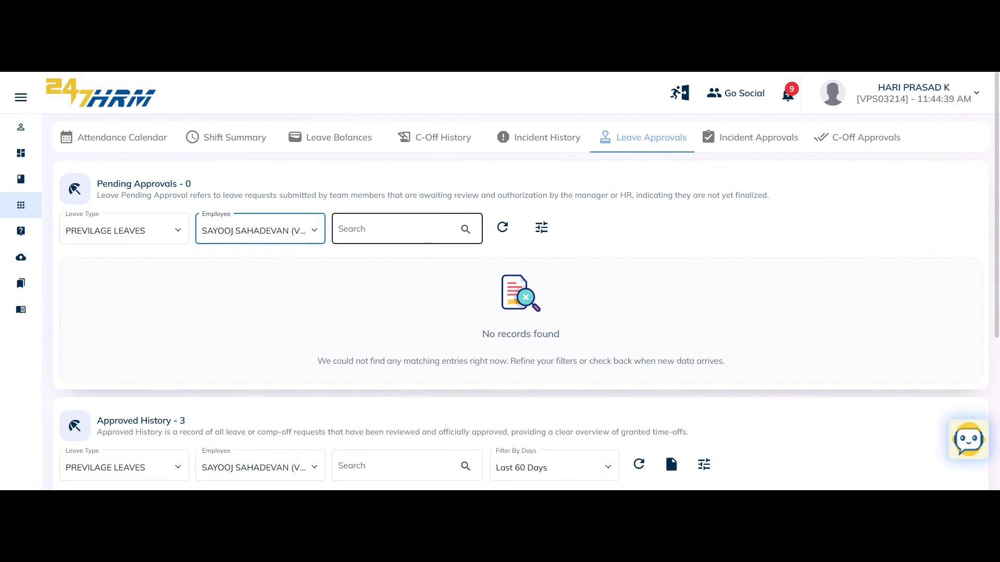 247HRM
Go Social
9
HARI PRASAD K
[VPS03214] - 11:44:39 AM
Attendance Calendar
Shift Summary
Leave Balances
C-Off History
Incident History
Leave Approvals
Incident Approvals
C-Off Approvals
Pending Approvals - 0
Leave Pending Approval refers to leave requests submitted by team members that are awaiting review and authorization by the manager or HR, indicating they are not yet finalized.
Leave Type
PREVILAGE LEAVES
Employee
SAYOOJ SAHADEVAN (V...
Search
No records found
We could not find any matching entries right now. Refine your filters or check back when new data arrives.
Approved History - 3
Approved History is a record of all leave or comp-off requests that have been reviewed and officially approved, providing a clear overview of granted time-offs.
Leave Type
PREVILAGE LEAVES
Employee
SAYOOJ SAHADEVAN (V...
Search
Filter By Days
Last 60 Days